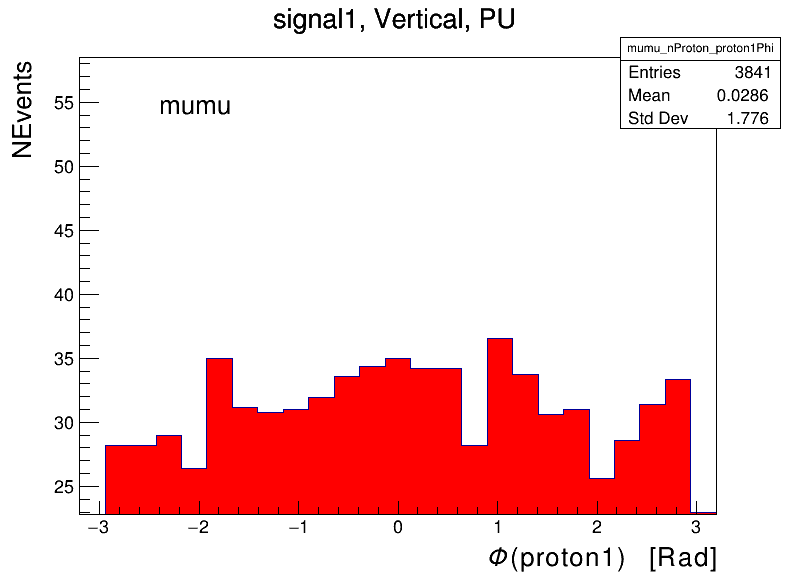 signal1, Vertical, PU
mumu_nProton_proton1Phi
Entries 3841
Mean 0.0286
Std Dev 1.776
NEvents
mumu
55
50
45
40
35
30
25
−3 −2 −1 0 1 2 3
Φ(proton1) [Rad]